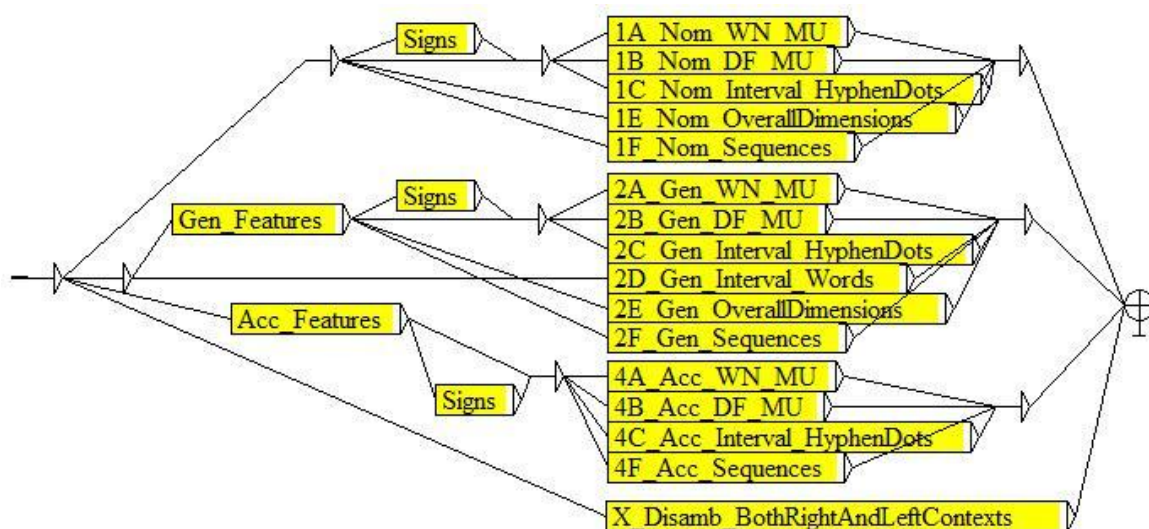 Signs
1A_Nom_WN_MU
1B_Nom_DF_MU
1C_Nom_Interval_HyphenDots
1E_Nom_OverallDimensions
1F_Nom_Sequences
Signs
2A_Gen_WN_MU
Gen_Features
2B_Gen_DF_MU
2C_Gen_Interval_HyphenDots
2D_Gen_Interval_Words
2E_Gen_OverallDimensions
Acc_Features
2F_Gen_Sequences
4A_Acc_WN_MU
Signs
4B_Acc_DF_MU
4C_Acc_Interval_HyphenDots
4F_Acc_Sequences
X_Disamb_BothRightAndLeftContexts